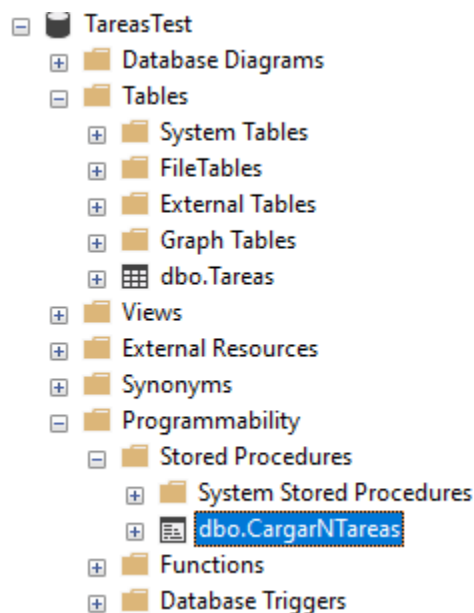 TareasTest
Database Diagrams
Tables
System Tables
FileTables
External Tables
Graph Tables
dbo.Tareas
Views
External Resources
Synonyms
Programmability
Stored Procedures
System Stored Procedures
dbo.CargarNTareas
Functions
Database Triggers